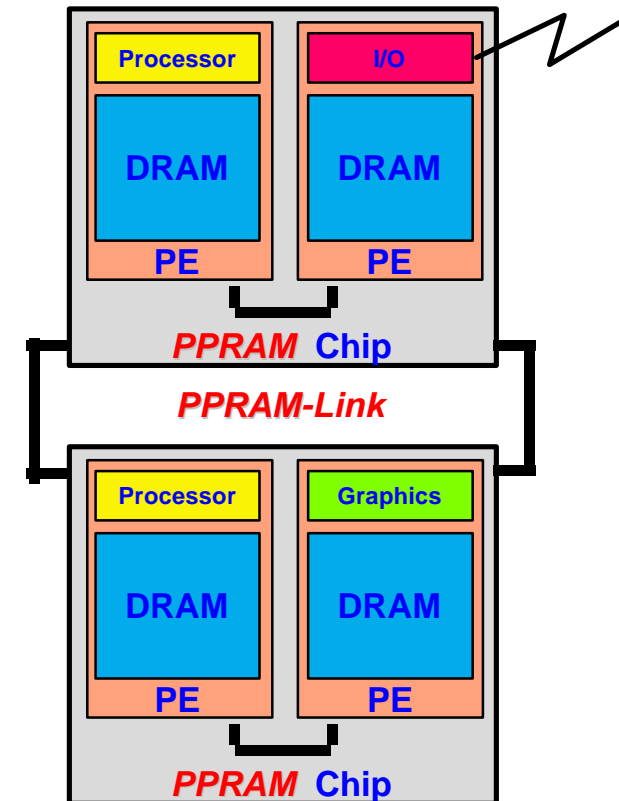 Processor I/O
DRAM DRAM
PE PE
PPRAM Chip
PPRAM-Link
Processor Graphics
DRAM DRAM
PE PE
PPRAM Chip